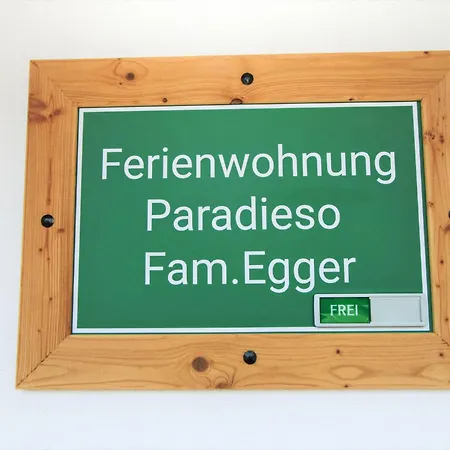 Ferienwohnung
Paradieso
Fam.Egger
FREI